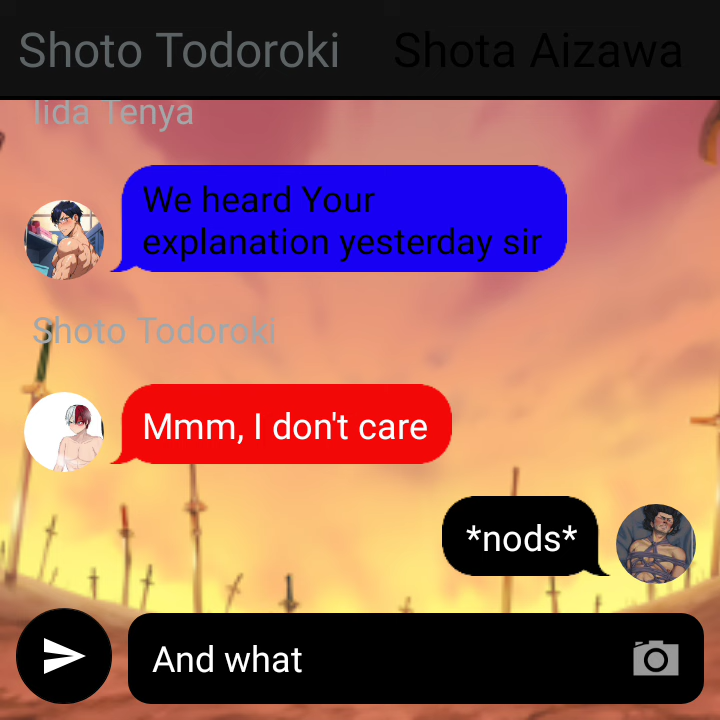 Shoto Todoroki Shota Aizawa
Iida Tenya
We heard Your
explanation yesterday sir
Shoto Todoroki
Mmm, I don't care
*nods*
And what